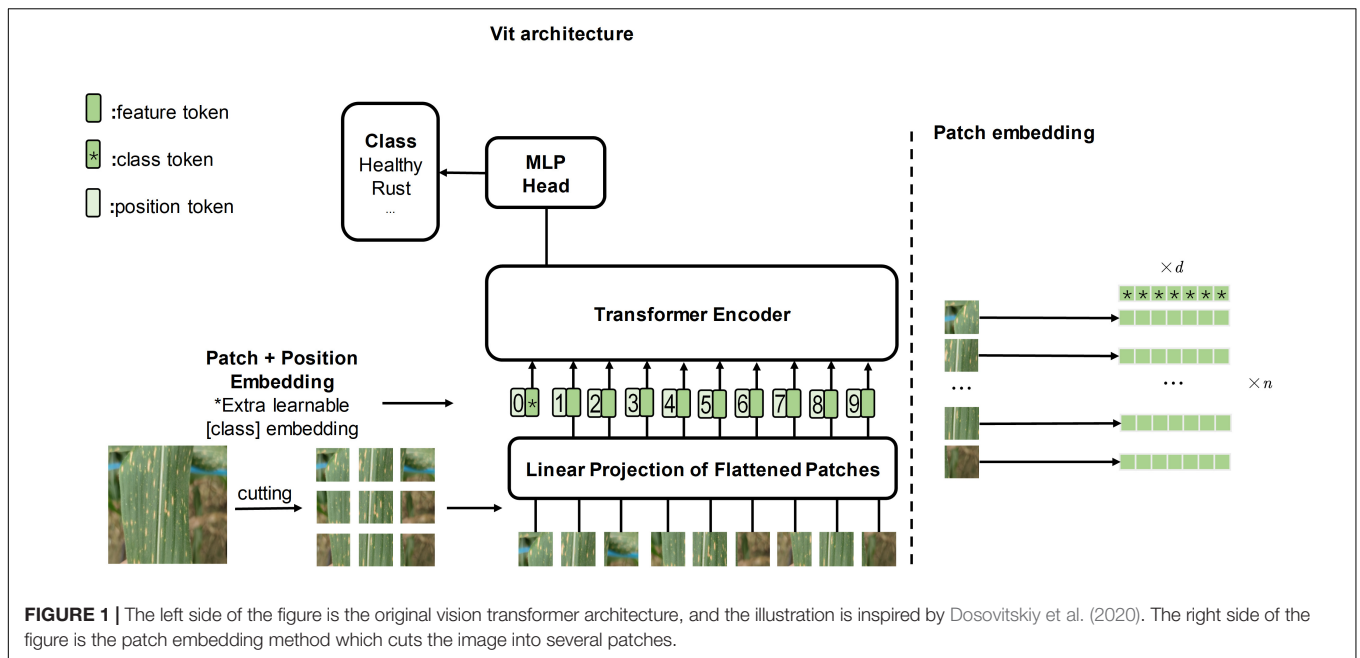 Vit architecture
:feature token
* :class token
:position token
Class
Healthy
Rust
...
MLP
Head
Transformer Encoder
Patch + Position
Embedding
*Extra learnable
[class] embedding
0 * 1 2 3 4 5 6 7 8 9
Linear Projection of Flattened Patches
cutting
Patch embedding
× d
* * * * * * *
... ...
× n
FIGURE 1 | The left side of the figure is the original vision transformer architecture, and the illustration is inspired by Dosovitskiy et al. (2020). The right side of the
figure is the patch embedding method which cuts the image into several patches.